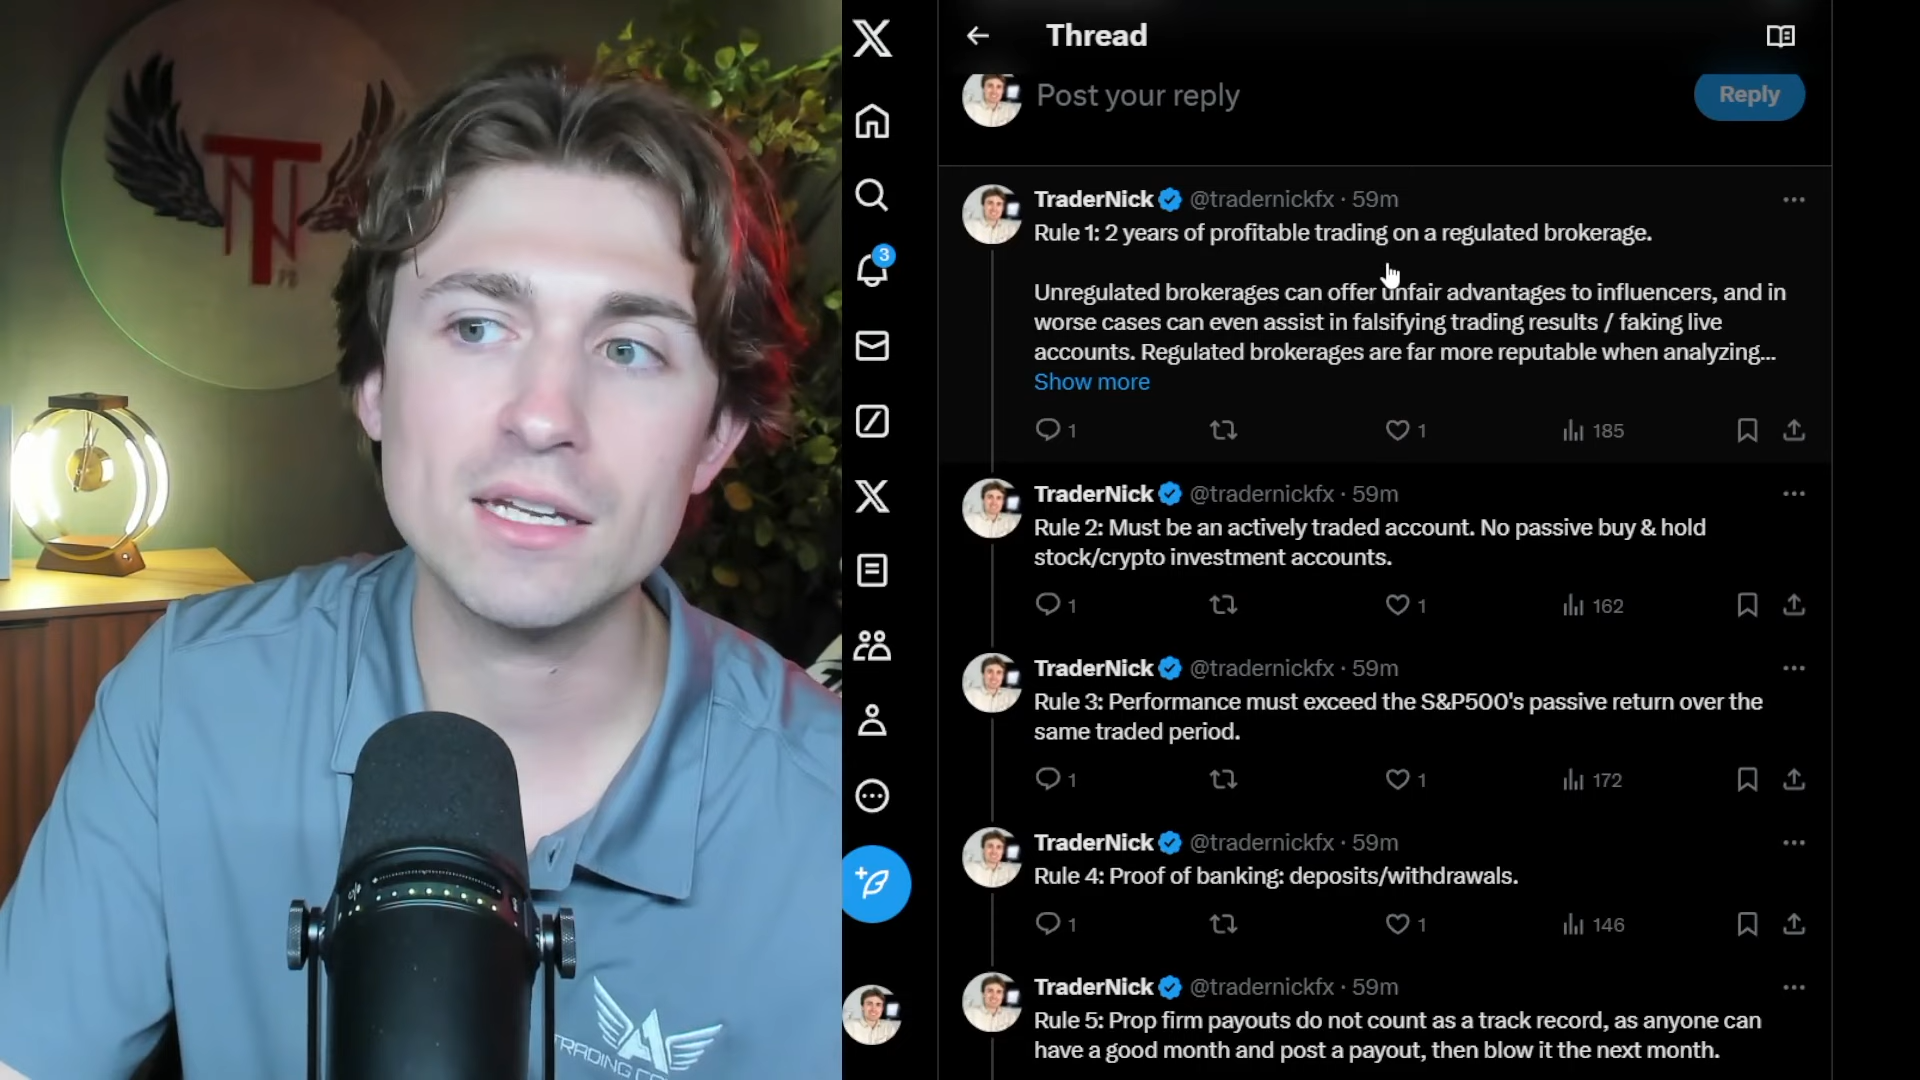 Thread
Post your reply
Reply
3
TraderNick @tradernickfx · 59m
Rule 1: 2 years of profitable trading on a regulated brokerage.
Unregulated brokerages can offer unfair advantages to influencers, and in
worse cases can even assist in falsifying trading results / faking live
accounts. Regulated brokerages are far more reputable when analyzing...
Show more
1 1 185
TraderNick @tradernickfx · 59m
Rule 2: Must be an actively traded account. No passive buy & hold
stock/crypto investment accounts.
1 1 162
TraderNick @tradernickfx · 59m
Rule 3: Performance must exceed the S&P500's passive return over the
same traded period.
1 1 172
TraderNick @tradernickfx · 59m
Rule 4: Proof of banking: deposits/withdrawals.
1 1 146
TraderNick @tradernickfx · 59m
Rule 5: Prop firm payouts do not count as a track record, as anyone can
have a good month and post a payout, then blow it the next month.
TRADING